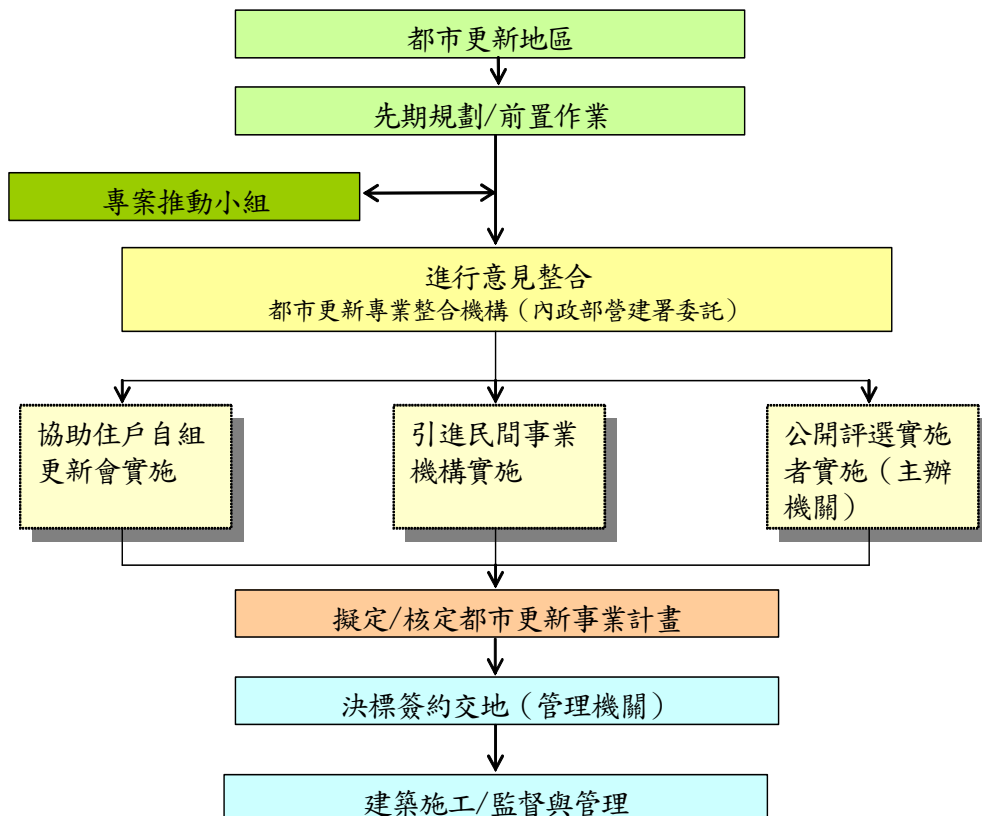 都市更新地區
先期規劃/前置作業
專案推動小組
進行意見整合
都市更新專業整合機構（內政部營建署委託）
協助住戶自組
更新會實施
引進民間事業
機構實施
公開評選實施
者實施（主辦
機關）
擬定/核定都市更新事業計畫
決標簽約交地（管理機關）
建築施工/監督與管理